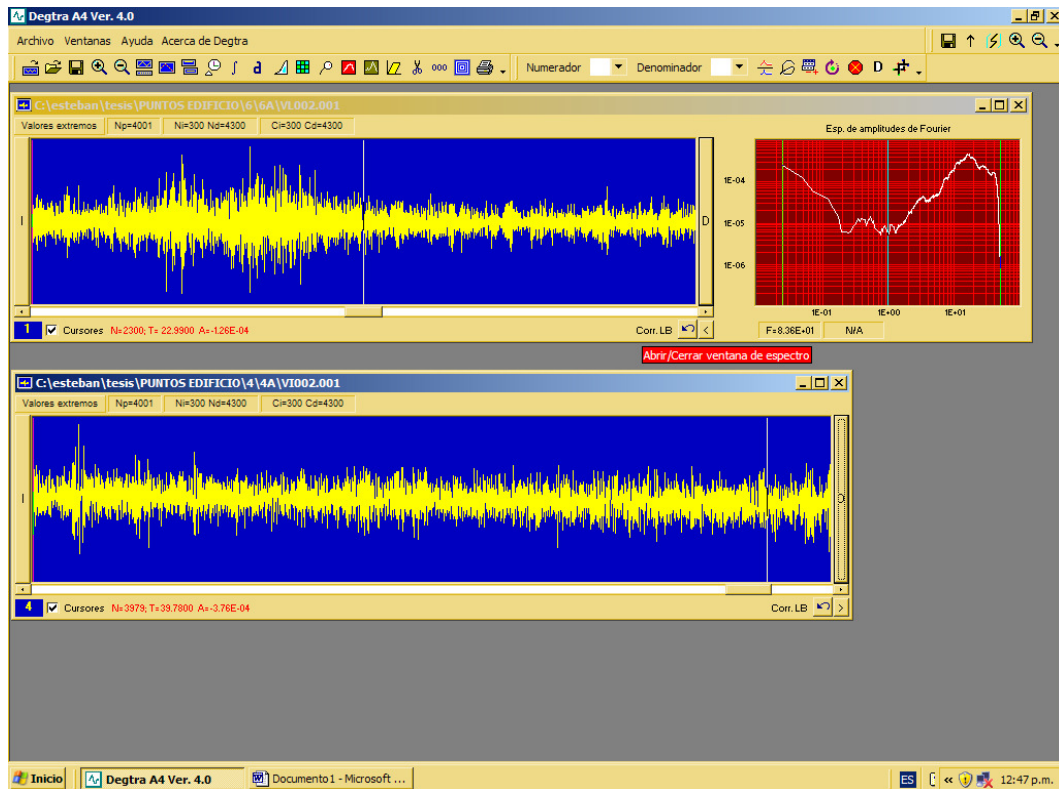 Degtra A4 Ver. 4.0
Archivo Ventanas Ayuda Acerca de Degtra
Numerador Denominador D
C:\esteban\tesis\PUNTOS EDIFICIO\6\6A\VL002.001
Valores extremos Np=4001 Ni=300 Nd=4300 Ci=300 Cd=4300
Esp. de amplitudes de Fourier
1E-04
I D
1E-05
1E-06
1E-01 1E+00 1E+01
1 Cursores N=2300; T= 22.9900 A=-1.26E-04 Corr. LB <
F=8.36E+01 N/A
Abrir/Cerrar ventana de espectro
C:\esteban\tesis\PUNTOS EDIFICIO\4\4A\VI002.001
Valores extremos Np=4001 Ni=300 Nd=4300 Ci=300 Cd=4300
I D
4 Cursores N=3979; T=39.7800 A=-3.76E-04 Corr. LB >
Inicio Degtra A4 Ver. 4.0 Documento1 - Microsoft ... ES « 12:47 p.m.